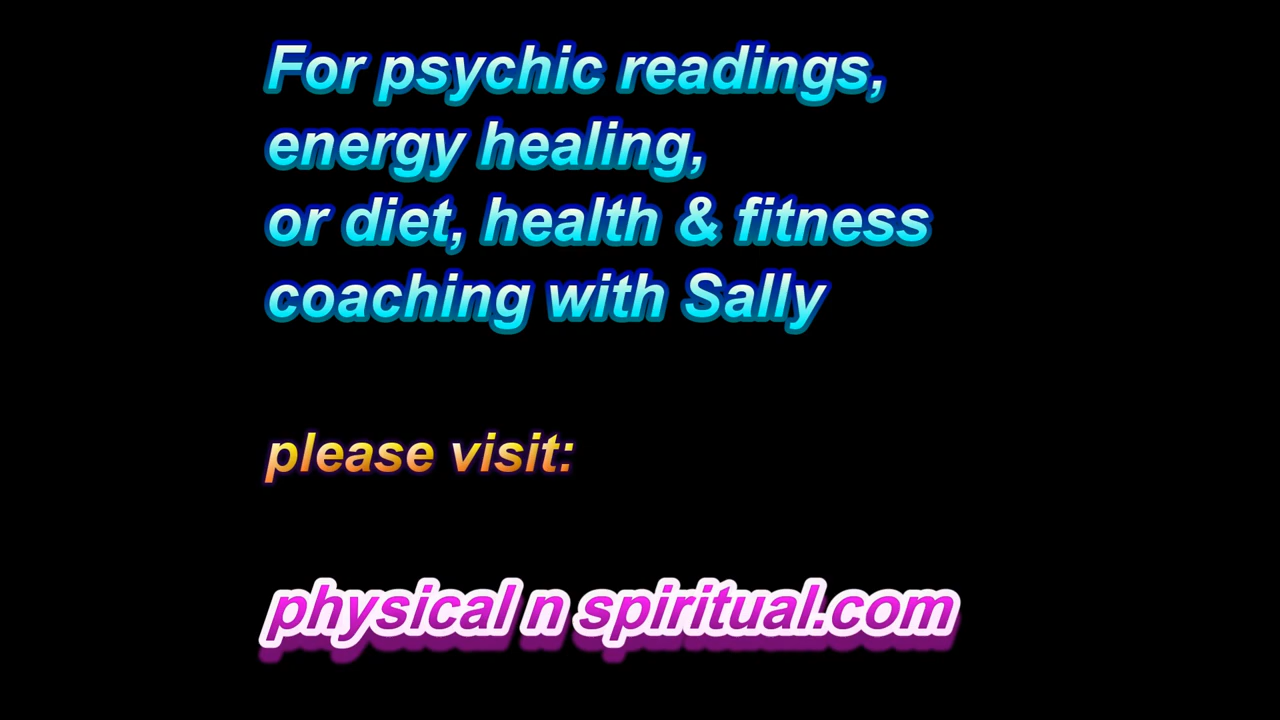 For psychic readings,
energy healing,
or diet, health & fitness
coaching with Sally
please visit:
physical n spiritual.com